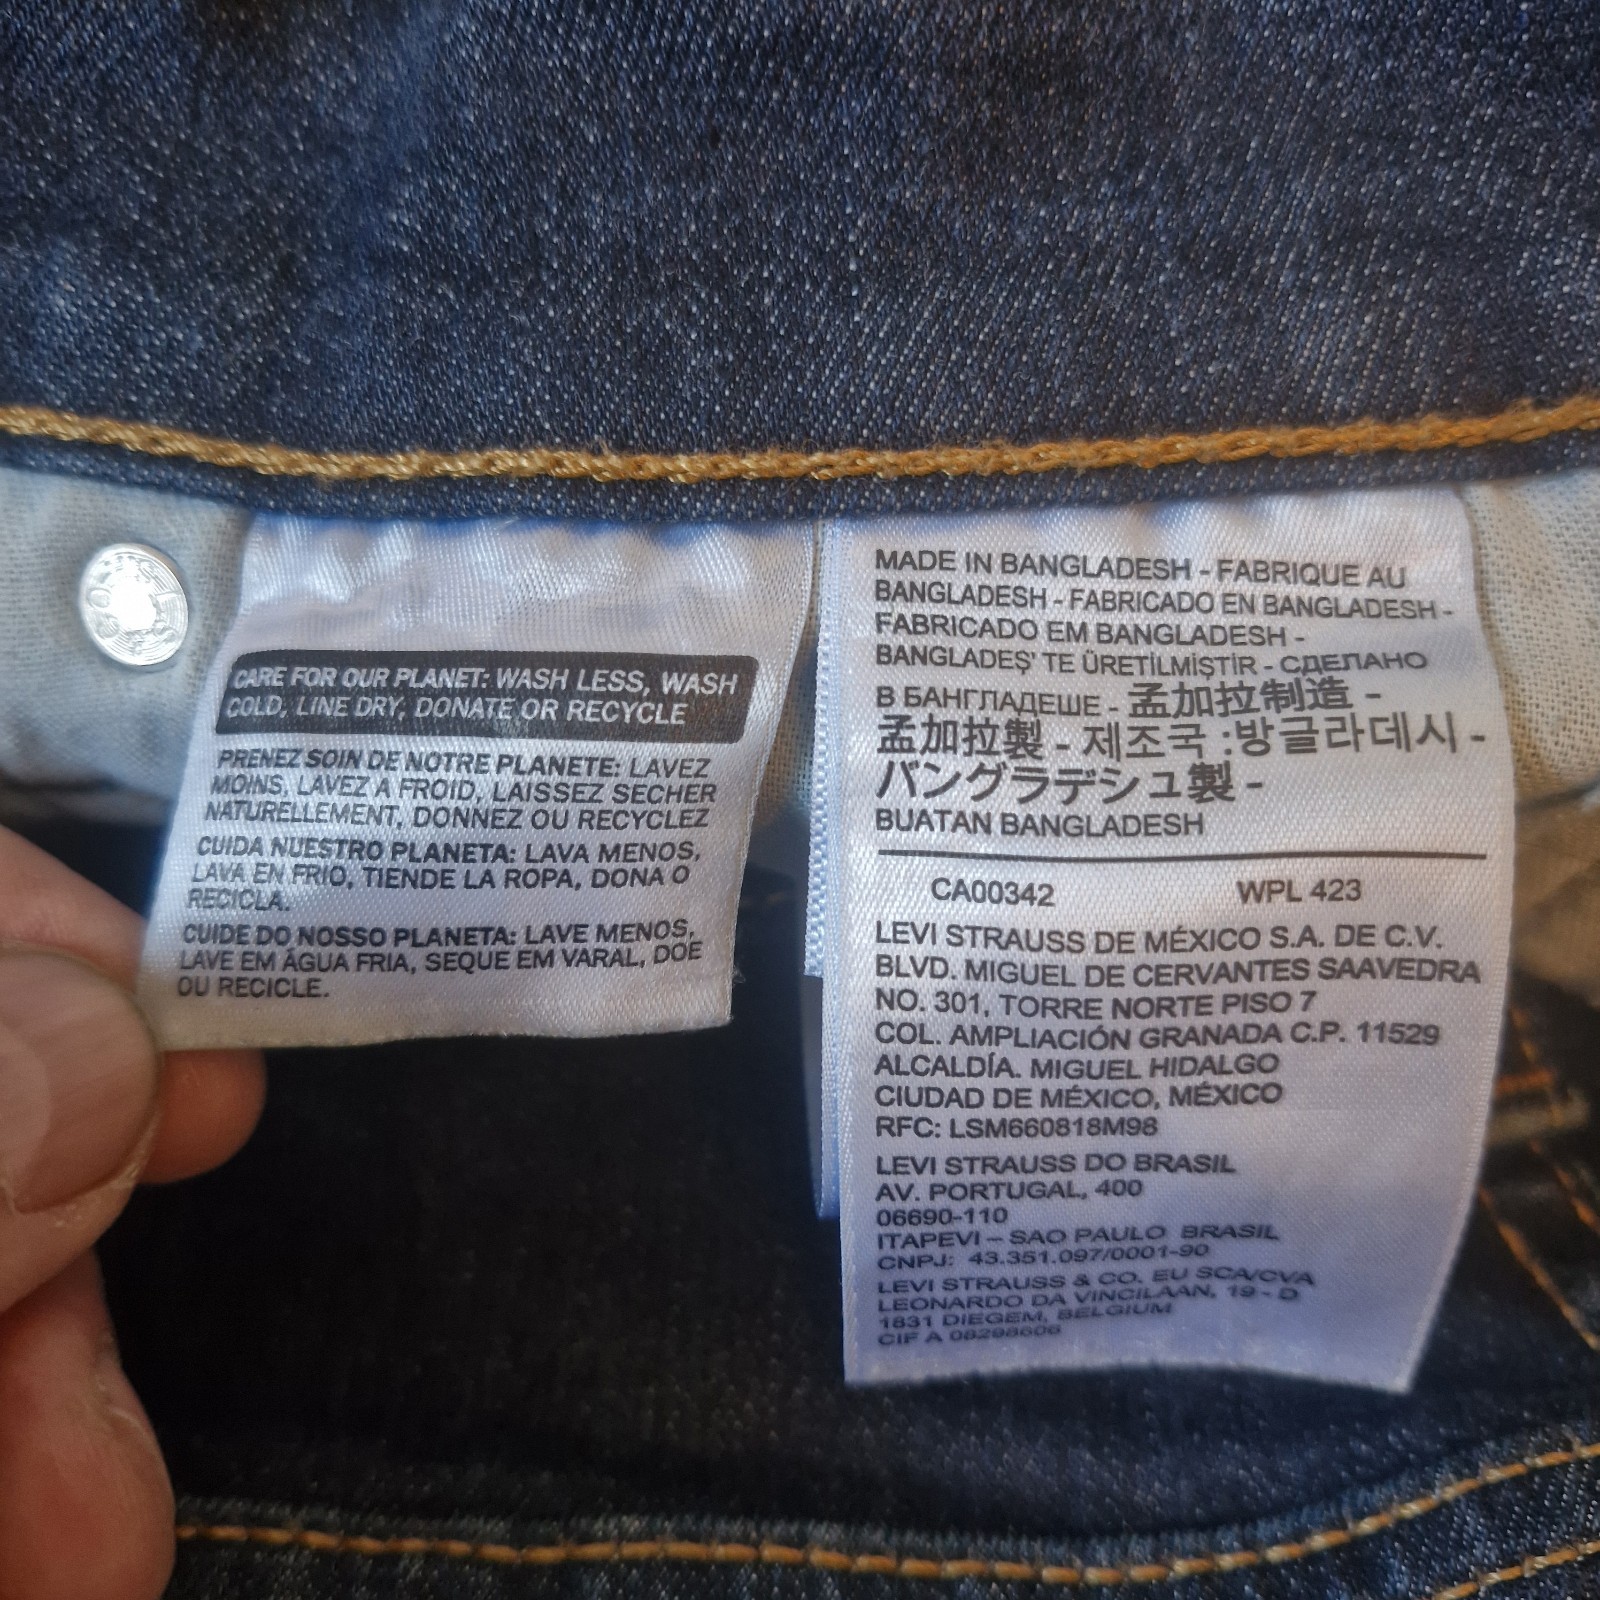 CARE FOR OUR PLANET: WASH LESS, WASH
COLD, LINE DRY, DONATE OR RECYCLE
PRENEZ SOIN DE NOTRE PLANETE: LAVEZ
MOINS, LAVEZ A FROID, LAISSEZ SECHER
NATURELLEMENT, DONNEZ OU RECYCLEZ
CUIDA NUESTRO PLANETA: LAVA MENOS,
LAVA EN FRIO, TIENDE LA ROPA, DONA O
RECICLA.
CUIDE DO NOSSO PLANETA: LAVE MENOS,
LAVE EM ÁGUA FRIA, SEQUE EM VARAL, DOE
OU RECICLE.
MADE IN BANGLADESH - FABRIQUE AU
BANGLADESH - FABRICADO EN BANGLADESH -
FABRICADO EM BANGLADESH -
BANGLADEŞ' TE ÜRETİLMİŞTİR - СДЕЛАНО
В БАНГЛАДЕШЕ - 孟加拉制造 -
孟加拉製 - 제조국 :방글라데시 -
バングラデシュ製 -
BUATAN BANGLADESH
CA00342 WPL 423
LEVI STRAUSS DE MÉXICO S.A. DE C.V.
BLVD. MIGUEL DE CERVANTES SAAVEDRA
NO. 301, TORRE NORTE PISO 7
COL. AMPLIACIÓN GRANADA C.P. 11529
ALCALDÍA. MIGUEL HIDALGO
CIUDAD DE MÉXICO, MÉXICO
RFC: LSM660818M98
LEVI STRAUSS DO BRASIL
AV. PORTUGAL, 400
06690-110
ITAPEVI – SAO PAULO BRASIL
CNPJ: 43.351.097/0001-90
LEVI STRAUSS & CO. EU SCA/CVA
LEONARDO DA VINCILAAN, 19 - D
1831 DIEGEM, BELGIUM
CIF A 08298606